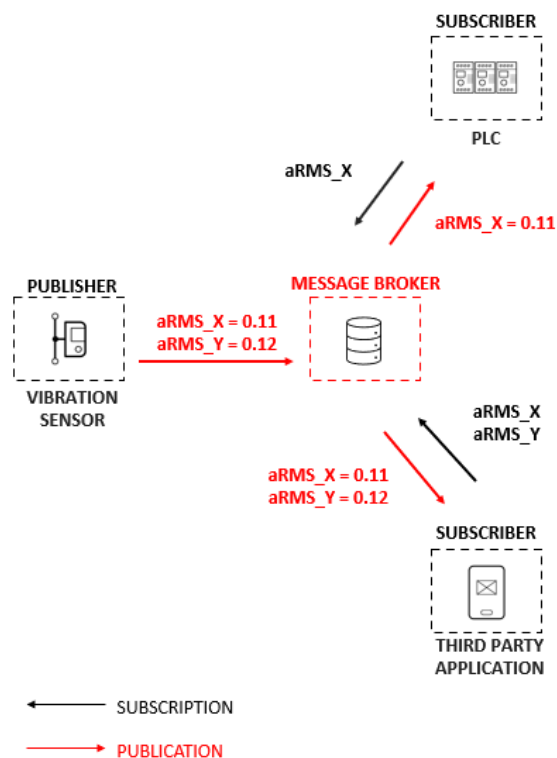 SUBSCRIBER
PLC
aRMS_X
aRMS_X = 0.11
PUBLISHER
MESSAGE BROKER
aRMS_X = 0.11
aRMS_Y = 0.12
VIBRATION
SENSOR
aRMS_X
aRMS_Y
aRMS_X = 0.11
aRMS_Y = 0.12
SUBSCRIBER
THIRD PARTY
APPLICATION
SUBSCRIPTION
PUBLICATION